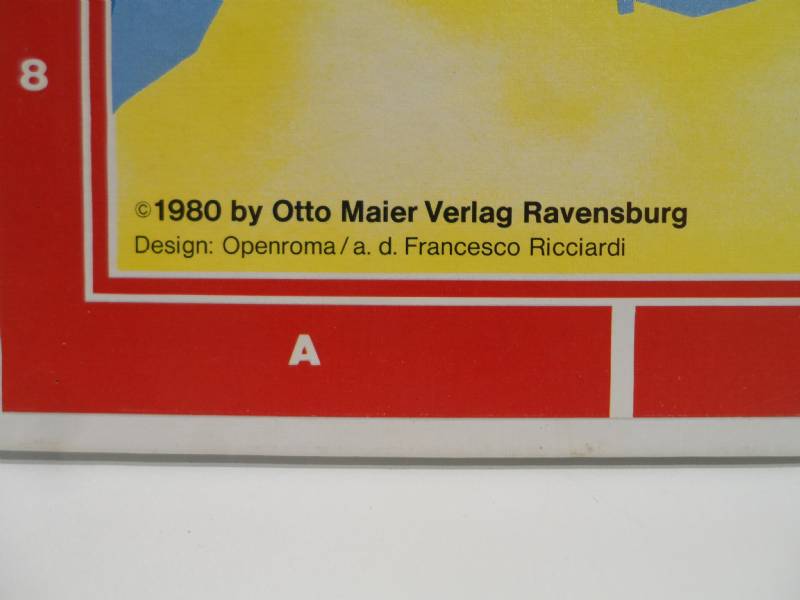 8
©1980 by Otto Maier Verlag Ravensburg
Design: Openroma/a. d. Francesco Ricciardi
A